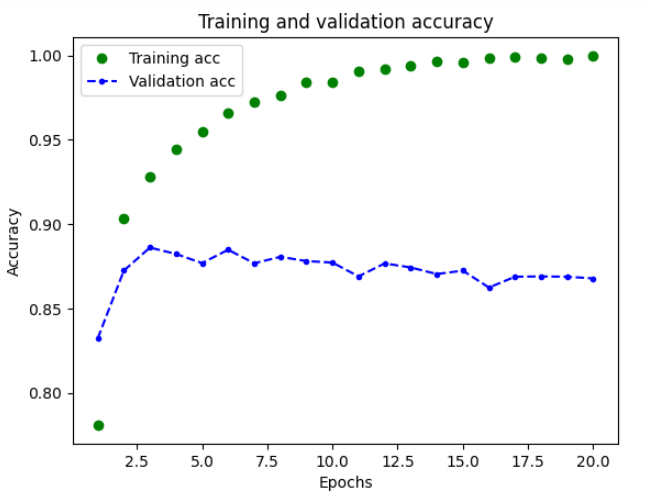 Training and validation accuracy
Training acc
Validation acc
1.00
0.95
0.90
0.85
0.80
Accuracy
2.5 5.0 7.5 10.0 12.5 15.0 17.5 20.0
Epochs